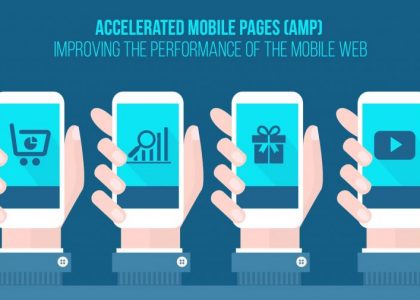 ACCELERATED MOBILE PAGES (AMP)
IMPROVING THE PERFORMANCE OF THE MOBILE WEB